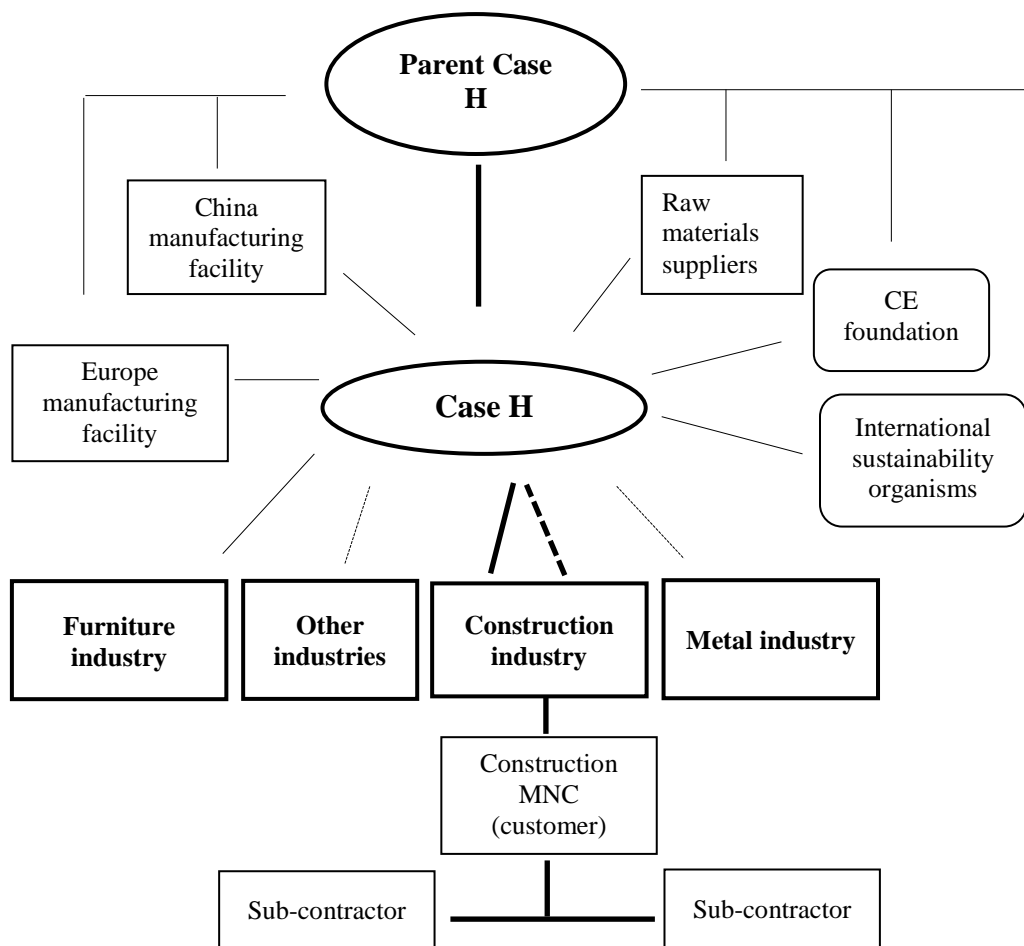 Parent Case
H
China
manufacturing
facility
Raw
materials
suppliers
CE
foundation
Europe
manufacturing
facility
Case H
International
sustainability
organisms
Furniture
industry
Other
industries
Construction
industry
Metal industry
Construction
MNC
(customer)
Sub-contractor
Sub-contractor